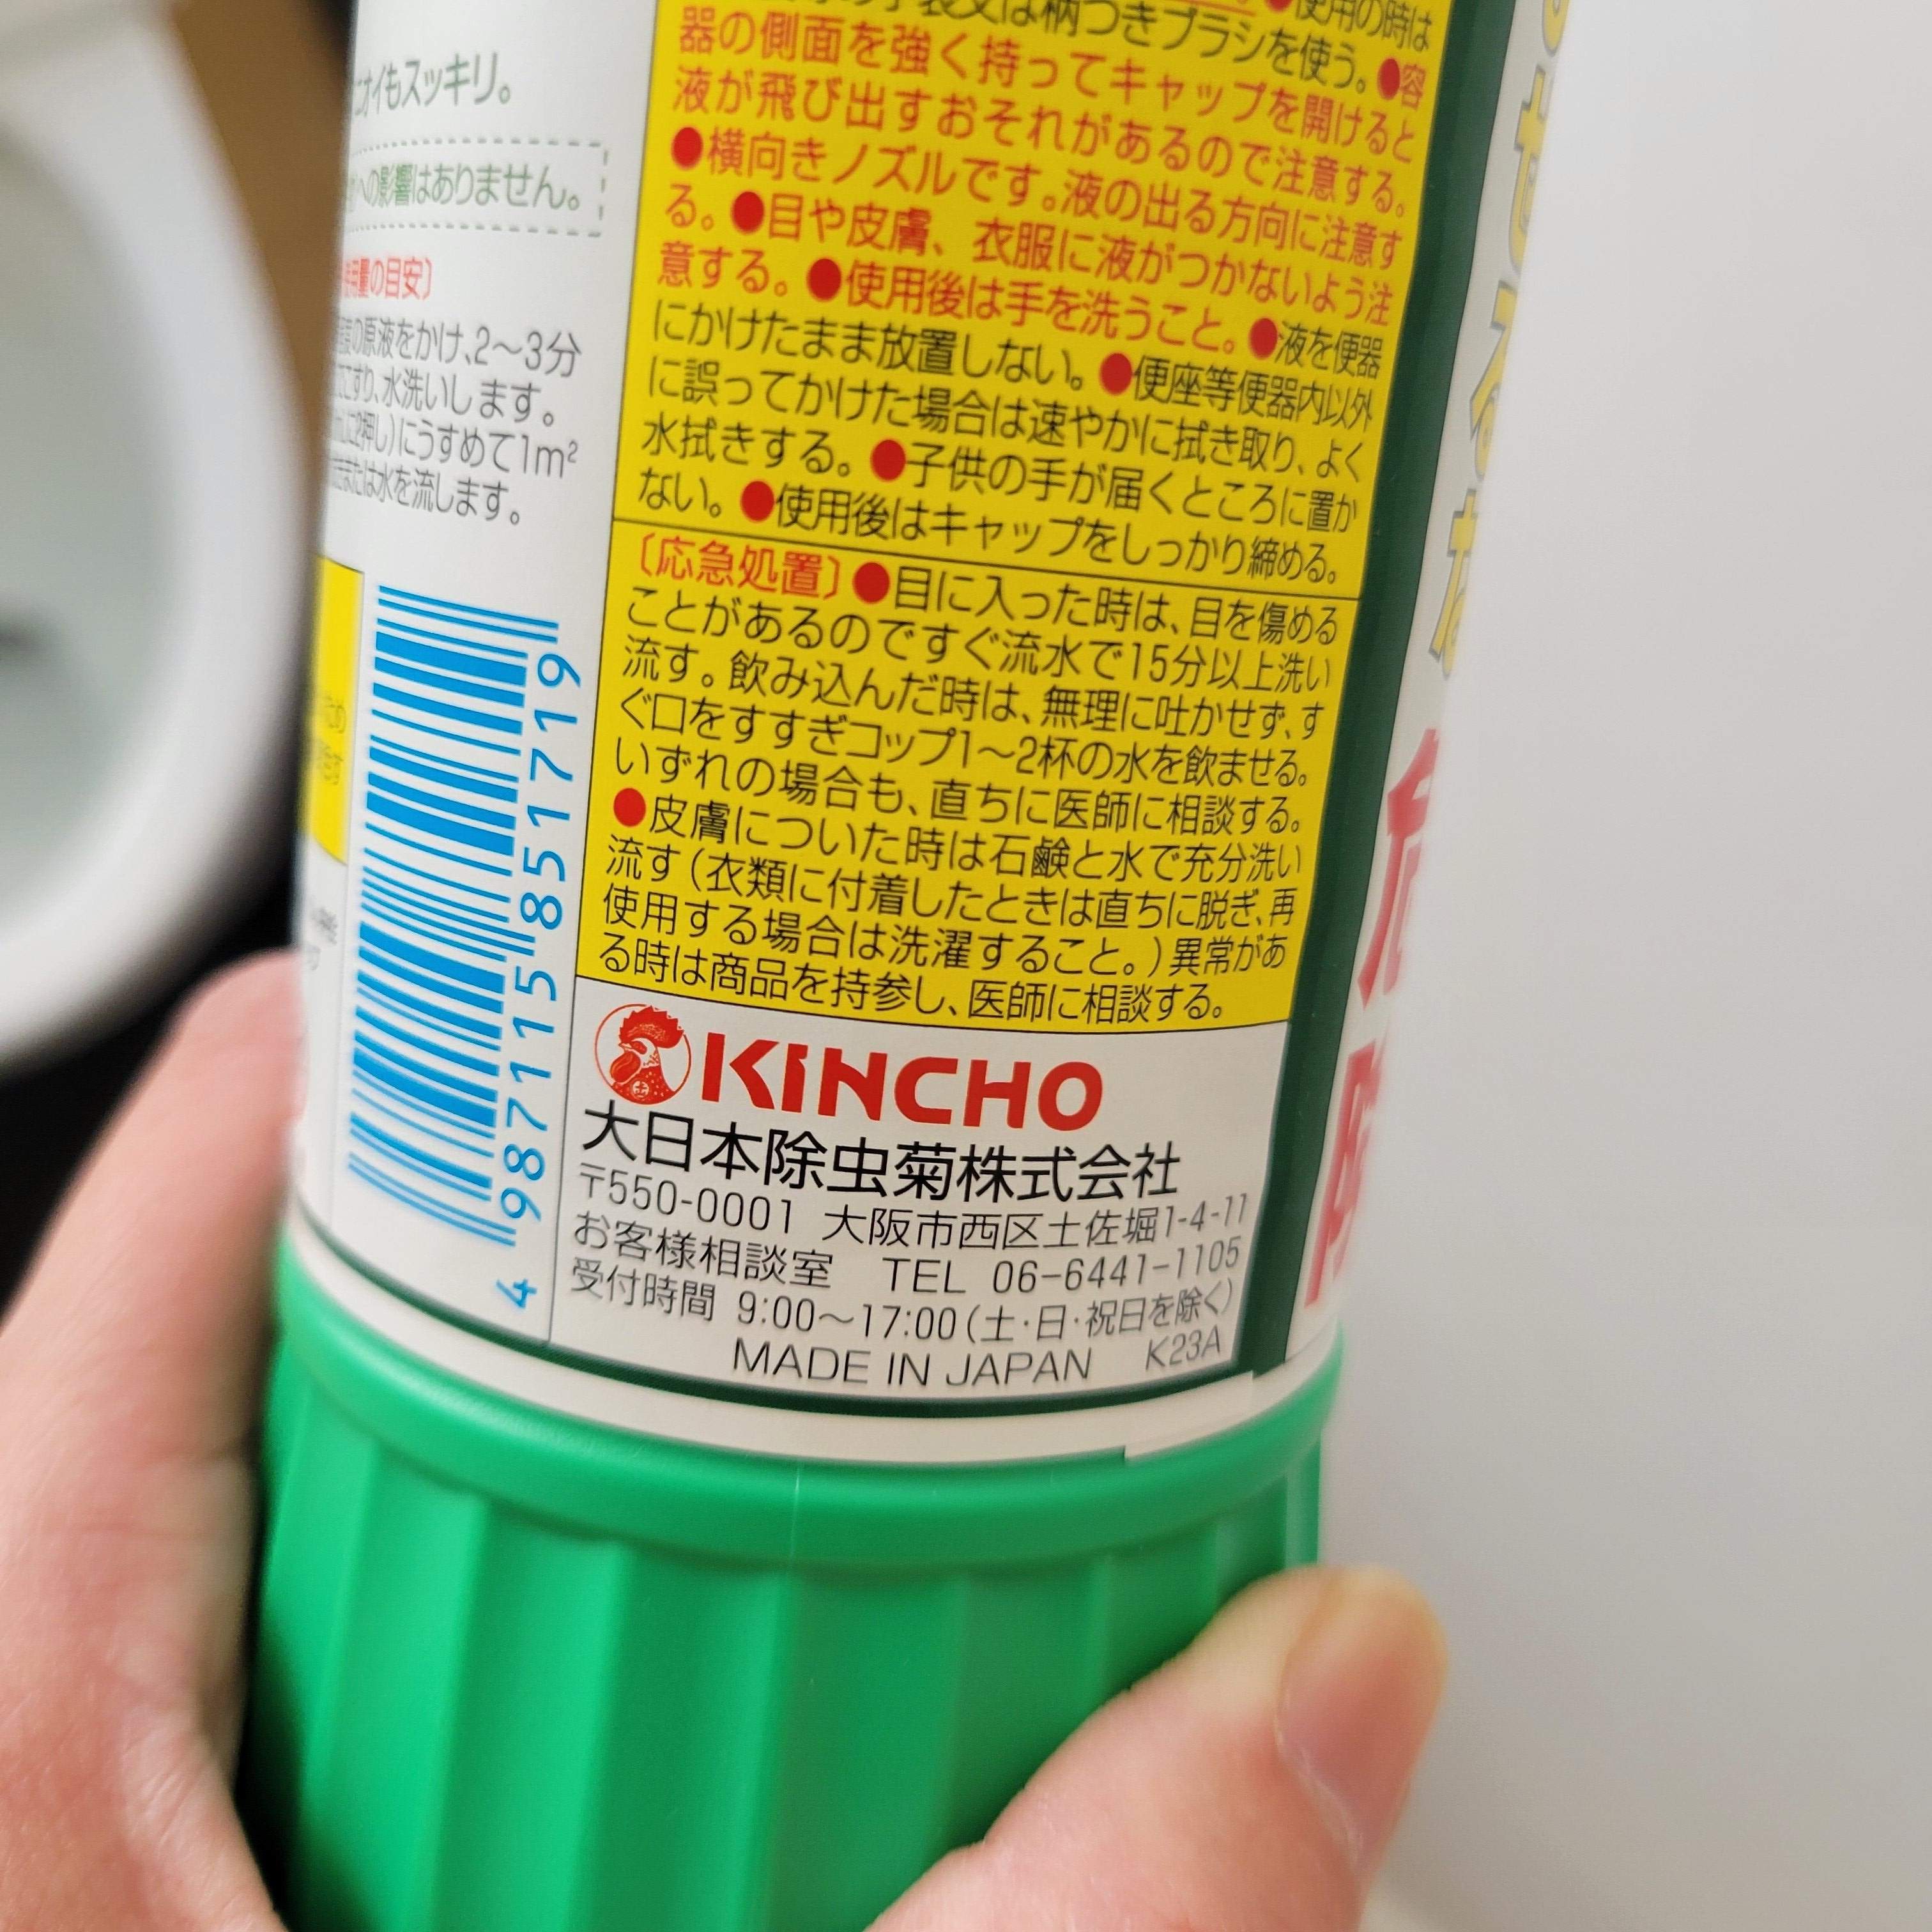 ニオイもスッキリ。
への影響はありません。
用量の目安〕
の原液をかけ、2〜3分
こすり、水洗いします。
に2押し)にうすめて1m²
または水を流します。
又は柄つきブラシを使う。●容
●使用の時は
器の側面を強く持ってキャップを開けると
液が飛び出すおそれがあるので注意する。
●横向きノズルです。液の出る方向に注意す
る。●目や皮膚、衣服に液がつかないよう注
意する。●使用後は手を洗うこと。●液を便器
にかけたまま放置しない。●便座等便器内以外
に誤ってかけた場合は速やかに拭き取り、よく
水拭きする。●子供の手が届くところに置か
ない。●使用後はキャップをしっかり締める。
〔応急処置〕●目に入った時は、目を傷める
ことがあるのですぐ流水で15分以上洗い
流す。飲み込んだ時は、無理に吐かせず、す
ぐ口をすすぎコップ1〜2杯の水を飲ませる。
いずれの場合も、直ちに医師に相談する。
●皮膚についた時は石鹸と水で充分洗い
流す(衣類に付着したときは直ちに脱ぎ、再
使用する場合は洗濯すること。)異常があ
る時は商品を持参し、医師に相談する。
4 987115 851719
KINCHO
大日本除虫菊株式会社
〒550-0001 大阪市西区土佐堀1-4-11
お客様相談室 TEL 06-6441-1105
受付時間 9:00〜17:00(土・日・祝日を除く)
MADE IN JAPAN K23A
まぜるな
危険